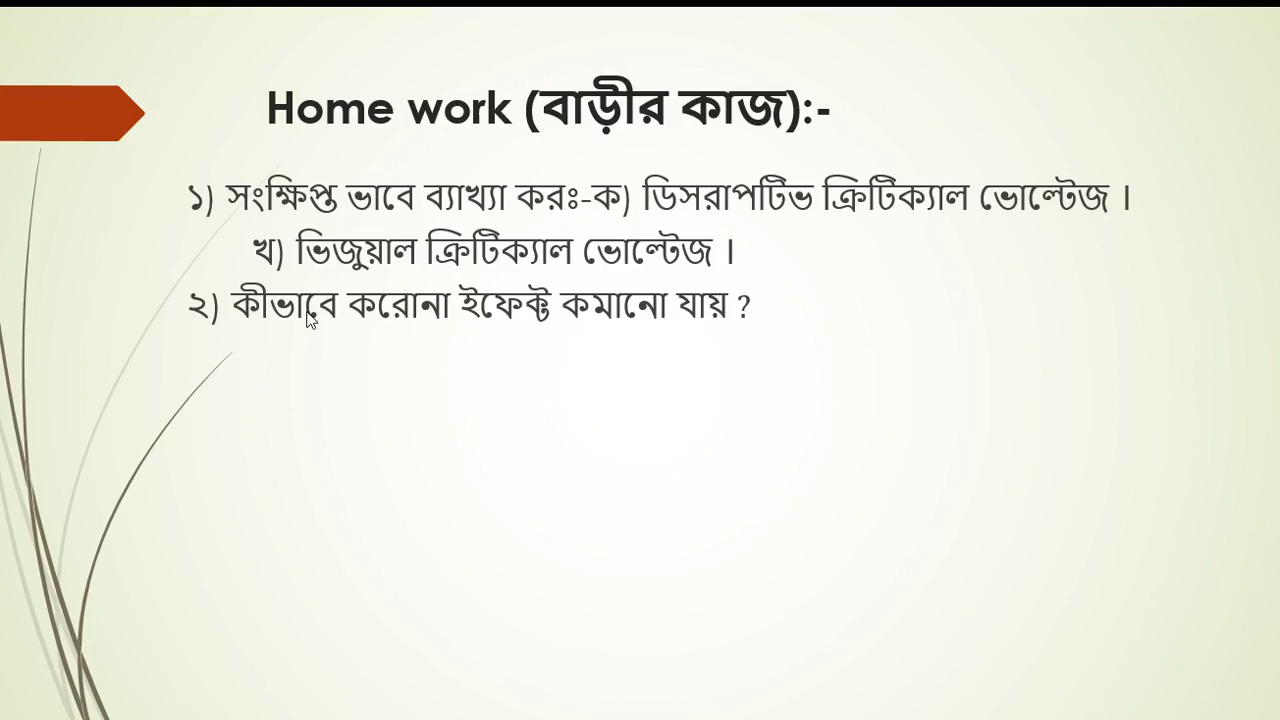 Home work (বাড়ীর কাজ):-
১) সংক্ষিপ্ত ভাবে ব্যাখ্যা করঃ-ক) ডিসরাপটিভ ক্রিটিক্যাল ভোল্টেজ ।
খ) ভিজুয়াল ক্রিটিক্যাল ভোল্টেজ ।
২) কীভাবে করোনা ইফেক্ট কমানো যায় ?